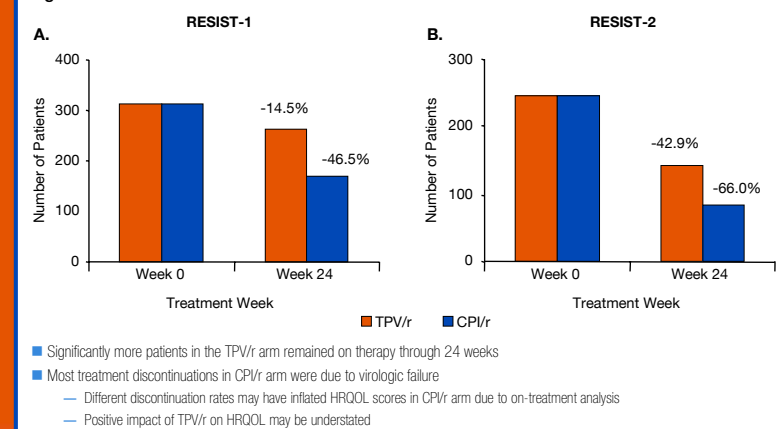 RESIST-1
RESIST-2
A.
B.
400
300
200
100
0
Number of Patients
-14.5%
-46.5%
Week 0
Week 24
Treatment Week
300
200
100
0
Number of Patients
-42.9%
-66.0%
Week 0
Week 24
Treatment Week
TPV/r
CPI/r
Significantly more patients in the TPV/r arm remained on therapy through 24 weeks
Most treatment discontinuations in CPI/r arm were due to virologic failure
— Different discontinuation rates may have inflated HRQOL scores in CPI/r arm due to on-treatment analysis
— Positive impact of TPV/r on HRQOL may be understated